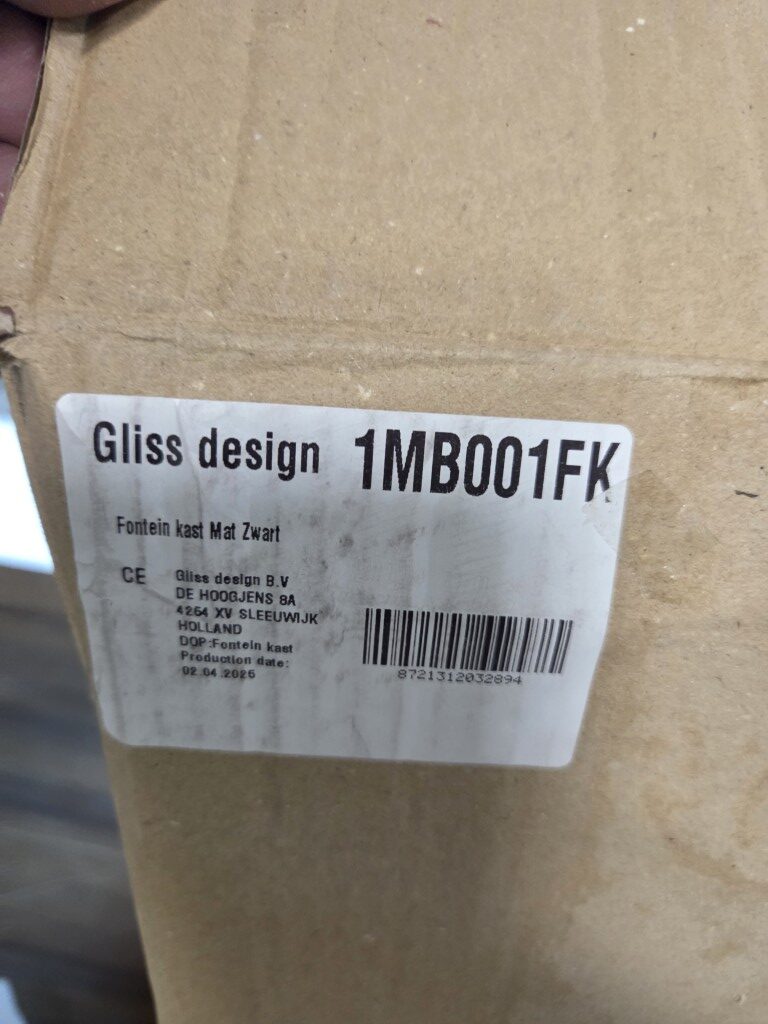 Gliss design 1MB001FK
Fontein kast Mat Zwart
CE
Gliss design B.V
DE HOOGJENS 8A
4254 XV SLEEUWIJK
HOLLAND
DOP:Fontein kast
Production date:
02.04.2025
8721312032894